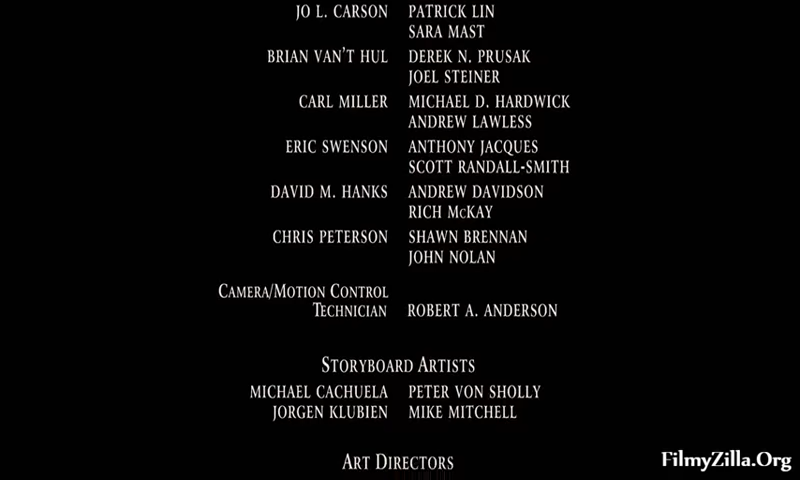 JO L. CARSON PATRICK LIN
SARA MAST
BRIAN VAN'T HUL DEREK N. PRUSAK
JOEL STEINER
CARL MILLER MICHAEL D. HARDWICK
ANDREW LAWLESS
ERIC SWENSON ANTHONY JACQUES
SCOTT RANDALL-SMITH
DAVID M. HANKS ANDREW DAVIDSON
RICH McKAY
CHRIS PETERSON SHAWN BRENNAN
JOHN NOLAN
CAMERA/MOTION CONTROL
TECHNICIAN ROBERT A. ANDERSON
STORYBOARD ARTISTS
MICHAEL CACHUELA PETER VON SHOLLY
JORGEN KLUBIEN MIKE MITCHELL
ART DIRECTORS
FilmyZilla.Org